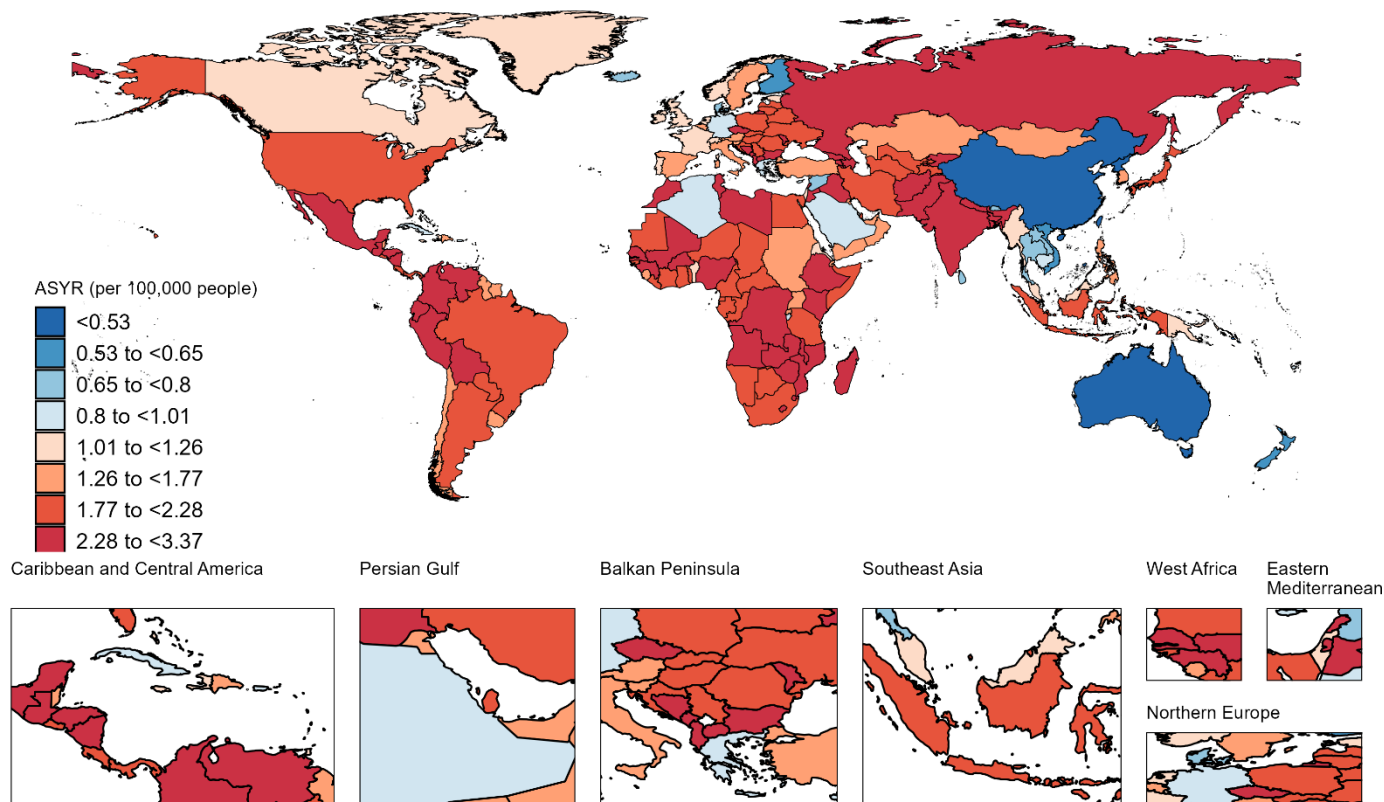 ASYR (per 100,000 people)
<0.53
0.53 to <0.65
0.65 to <0.8
0.8 to <1.01
1.01 to <1.26
1.26 to <1.77
1.77 to <2.28
2.28 to <3.37
Caribbean and Central America
Persian Gulf
Balkan Peninsula
Southeast Asia
West Africa
Eastern
Mediterranean
Northern Europe